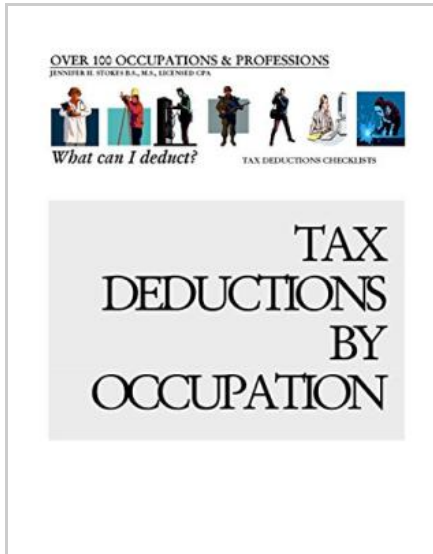 OVER 100 OCCUPATIONS & PROFESSIONS
JENNIFER H. STOKES B.S., M.S., LICENSED CPA
What can I deduct?
TAX DEDUCTIONS CHECKLISTS
TAX
DEDUCTIONS
BY
OCCUPATION